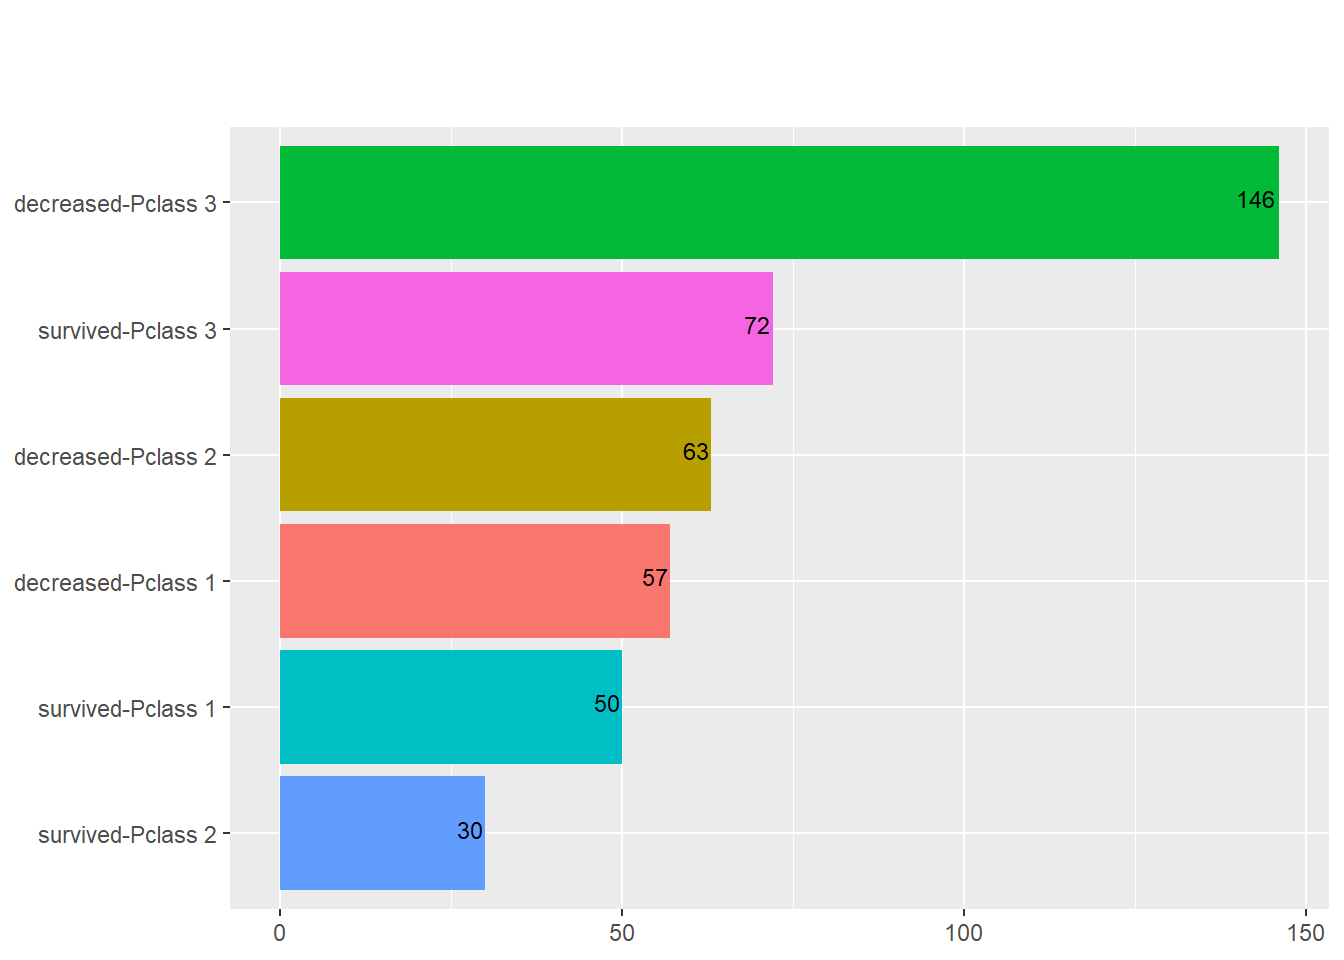 decreased-Pclass 3 146
survived-Pclass 3 72
decreased-Pclass 2 63
decreased-Pclass 1 57
survived-Pclass 1 50
survived-Pclass 2 30
0 50 100 150